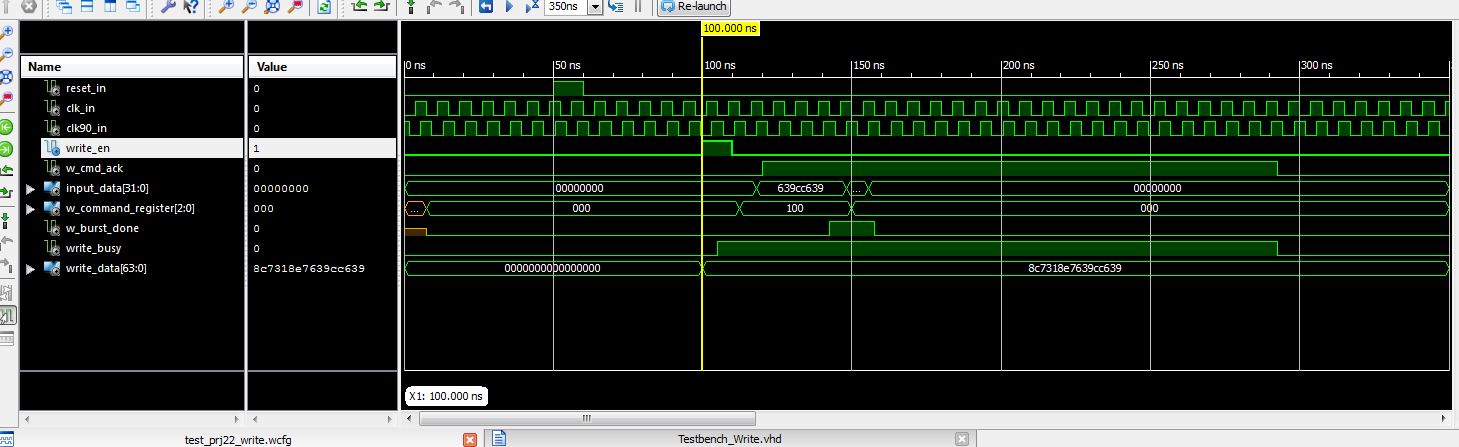 350ns Re-launch
100.000 ns
Name Value
0 ns 50 ns 100 ns 150 ns 200 ns 250 ns 300 ns
reset_in 0
clk_in 0
clk90_in 0
write_en 1
w_cmd_ack 0
input_data[31:0] 00000000 00000000 639cc639 ... 00000000
w_command_register[2:0] 000 ... 000 100 000
w_burst_done 0
write_busy 0
write_data[63:0] 8c7318e7639cc639 0000000000000000 8c7318e7639cc639
X1: 100.000 ns
test_prj22_write.wcfg Testbench_Write.vhd